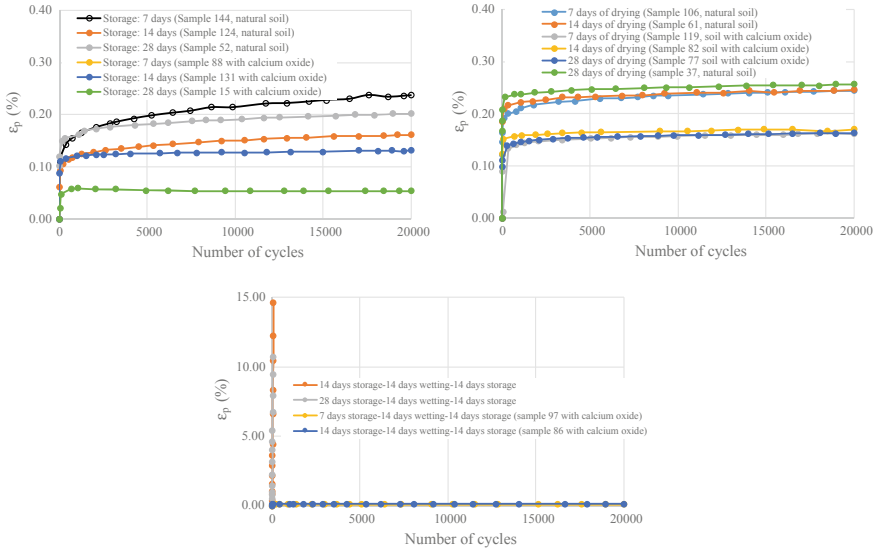 Storage: 7 days (Sample 144, natural soil)
Storage: 14 days (Sample 124, natural soil)
Storage: 28 days (Sample 52, natural soil)
Storage: 7 days (sample 88 with calcium oxide)
Storage: 14 days (Sample 131 with calcium oxide)
Storage: 28 days (Sample 15 with calcium oxide)
0.40
0.30
0.20
0.10
0.00
εp (%)
0
5000
10000
15000
20000
Number of cycles
7 days of drying (Sample 106, natural soil)
14 days of drying (Sample 61, natural soil)
7 days of drying (Sample 119, soil with calcium oxide)
14 days of drying (Sample 82 soil with calcium oxide)
28 days of drying (Sample 77 soil with calcium oxide)
28 days of drying (sample 37, natural soil)
0.40
0.30
0.20
0.10
0.00
εp (%)
0
5000
10000
15000
20000
Number of cycles
15.00
10.00
5.00
0.00
εp (%)
14 days storage-14 days wetting-14 days storage
28 days storage-14 days wetting-14 days storage
7 days storage-14 days wetting-14 days storage (sample 97 with calcium oxide)
14 days storage-14 days wetting-14 days storage (sample 86 with calcium oxide)
0
5000
10000
15000
20000
Number of cycles